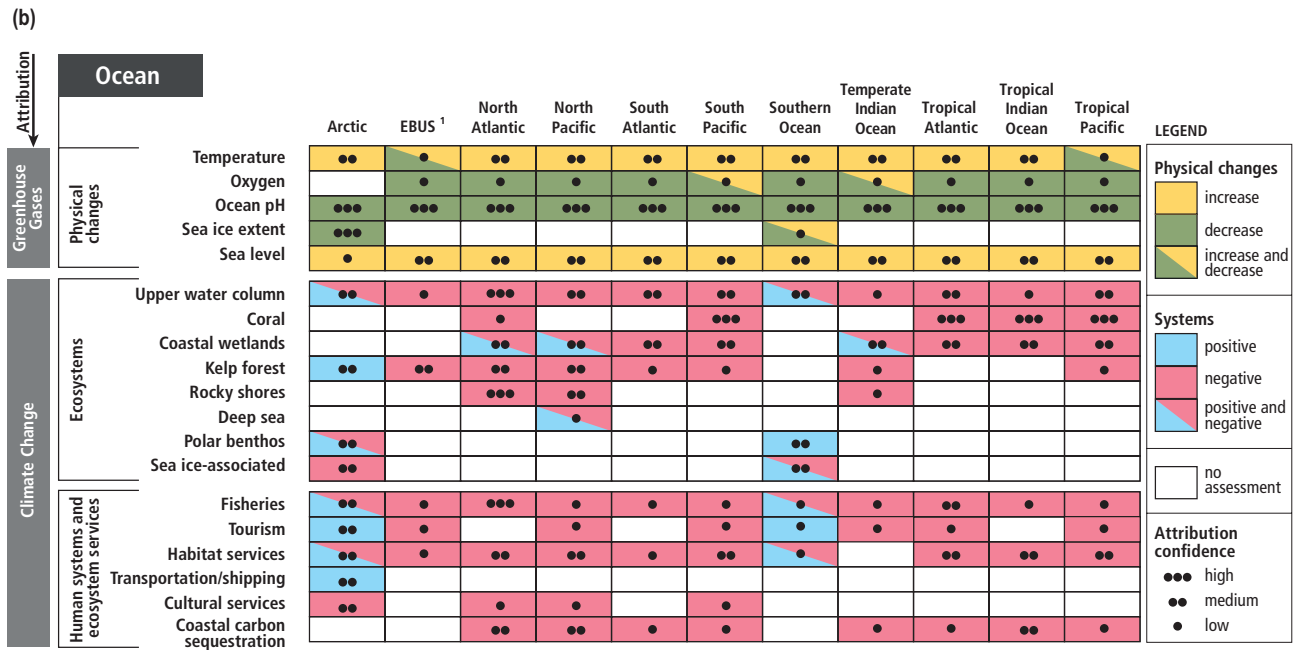 (b)
Attribution
Ocean
Arctic
EBUS 1
North
Atlantic
North
Pacific
South
Atlantic
South
Pacific
Southern
Ocean
Temperate
Indian
Ocean
Tropical
Atlantic
Tropical
Indian
Ocean
Tropical
Pacific
Greenhouse
Gases
Physical
changes
Temperature
Oxygen
Ocean pH
Sea ice extent
Sea level
Climate Change
Ecosystems
Upper water column
Coral
Coastal wetlands
Kelp forest
Rocky shores
Deep sea
Polar benthos
Sea ice-associated
Human systems and
ecosystem services
Fisheries
Tourism
Habitat services
Transportation/shipping
Cultural services
Coastal carbon
sequestration
LEGEND
Physical changes
increase
decrease
increase and
decrease
Systems
positive
negative
positive and
negative
no
assessment
Attribution
confidence
high
medium
low